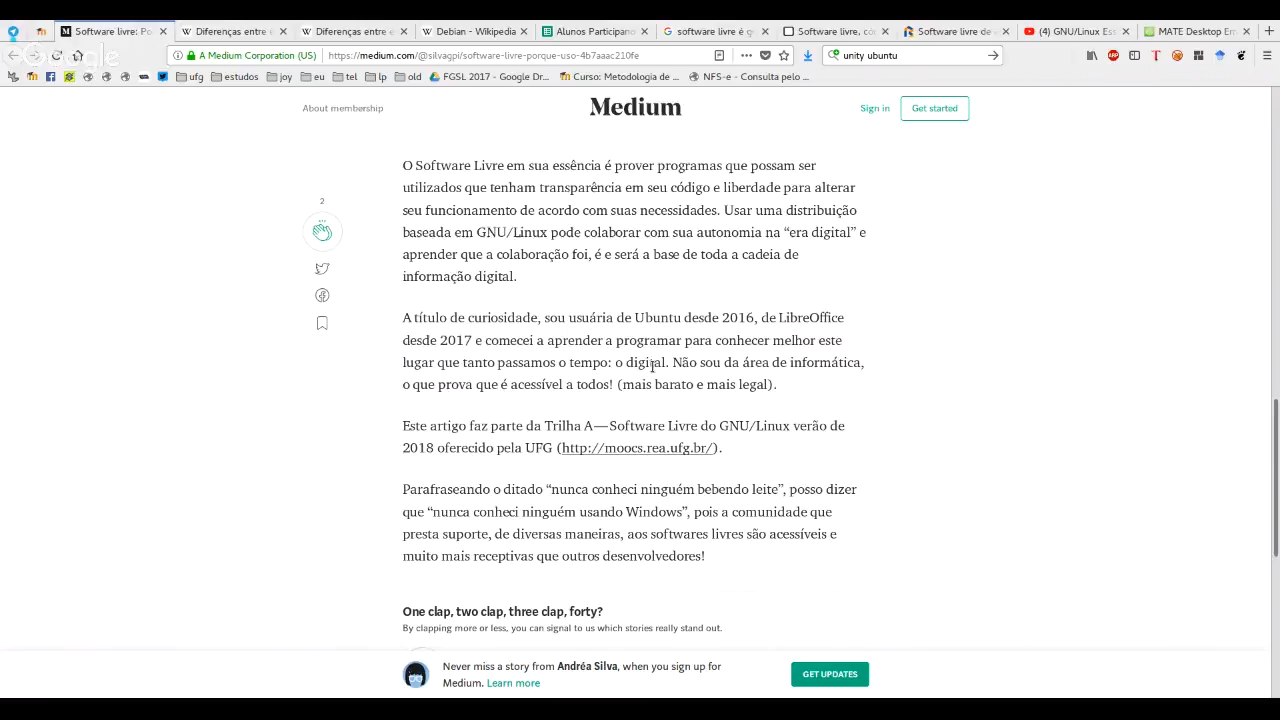 Software livre: Po
Diferenças entre e
Diferenças entre e
Debian - Wikipedia
Alunos Participand
software livre é g
Software livre, có
Software livre de
(4) GNU/Linux Ess
MATE Desktop En
Google
A Medium Corporation (US)
https://medium.com/@silvagpi/software-livre-porque-uso-4b7aaac210fe
unity ubuntu
ufg
estudos
joy
eu
tel
lp
old
FGSL 2017 - Google Dr...
Curso: Metodologia de ...
NFS-e - Consulta pelo ...
About membership
Medium
Sign in
Get started
O Software Livre em sua essência é prover programas que possam ser
utilizados que tenham transparência em seu código e liberdade para alterar
seu funcionamento de acordo com suas necessidades. Usar uma distribuição
baseada em GNU/Linux pode colaborar com sua autonomia na “era digital” e
aprender que a colaboração foi, é e será a base de toda a cadeia de
informação digital.
2
A título de curiosidade, sou usuária de Ubuntu desde 2016, de LibreOffice
desde 2017 e comecei a aprender a programar para conhecer melhor este
lugar que tanto passamos o tempo: o digital. Não sou da área de informática,
o que prova que é acessível a todos! (mais barato e mais legal).
Este artigo faz parte da Trilha A — Software Livre do GNU/Linux verão de
2018 oferecido pela UFG (http://moocs.rea.ufg.br/).
Parafraseando o ditado “nunca conheci ninguém bebendo leite”, posso dizer
que “nunca conheci ninguém usando Windows”, pois a comunidade que
presta suporte, de diversas maneiras, aos softwares livres são acessíveis e
muito mais receptivas que outros desenvolvedores!
One clap, two clap, three clap, forty?
By clapping more or less, you can signal to us which stories really stand out.
Never miss a story from Andréa Silva, when you sign up for
Medium. Learn more
GET UPDATES